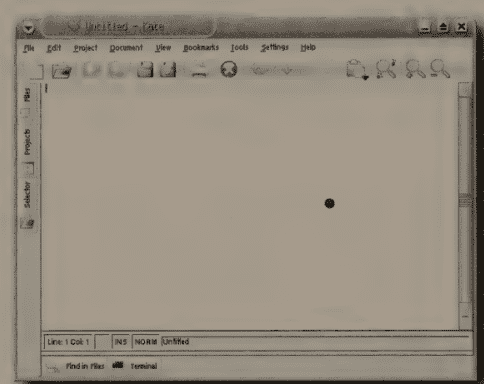 Untitled - Kate
File Edit Project Document View Bookmarks Tools Settings Help
Files
Projects
Selector
Line: 1 Col: 1 INS NORM Untitled
Find in Files Terminal